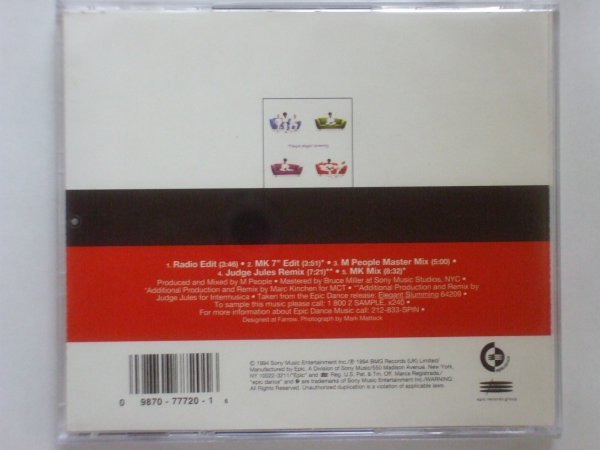 1. Radio Edit (3:46) • 2. MK 7" Edit (3:51)* • 3. M People Master Mix (5:00) •
4. Judge Jules Remix (7:21)** • 5. MK Mix (8:32)*
Produced and Mixed by M People • Mastered by Bruce Miller at Sony Music Studios, NYC •
*Additional Production and Remix by Marc Kinchen for MCT • **Additional Production and Remix by
Judge Jules for Intermusica • Taken from the Epic Dance release: Elegant Slumming 64209 •
To sample this music please call: 1 800 2 SAMPLE, x240 •
For more information about Epic Dance Music call: 212-833-SPIN •
Designed at Farrow. Photograph by Mark Mattock
© 1994 Sony Music Entertainment Inc./℗ 1994 BMG Records (UK) Limited/
Manufactured by Epic, A Division of Sony Music/550 Madison Avenue, New York,
NY 10022-3211/"Epic" and Reg. U.S. Pat. & Tm. Off. Marca Registrada./
"epic dance" and are trademarks of Sony Music Entertainment Inc./WARNING:
All Rights Reserved. Unauthorized duplication is a violation of applicable laws.
0 9870-77720-1 6
epic records group